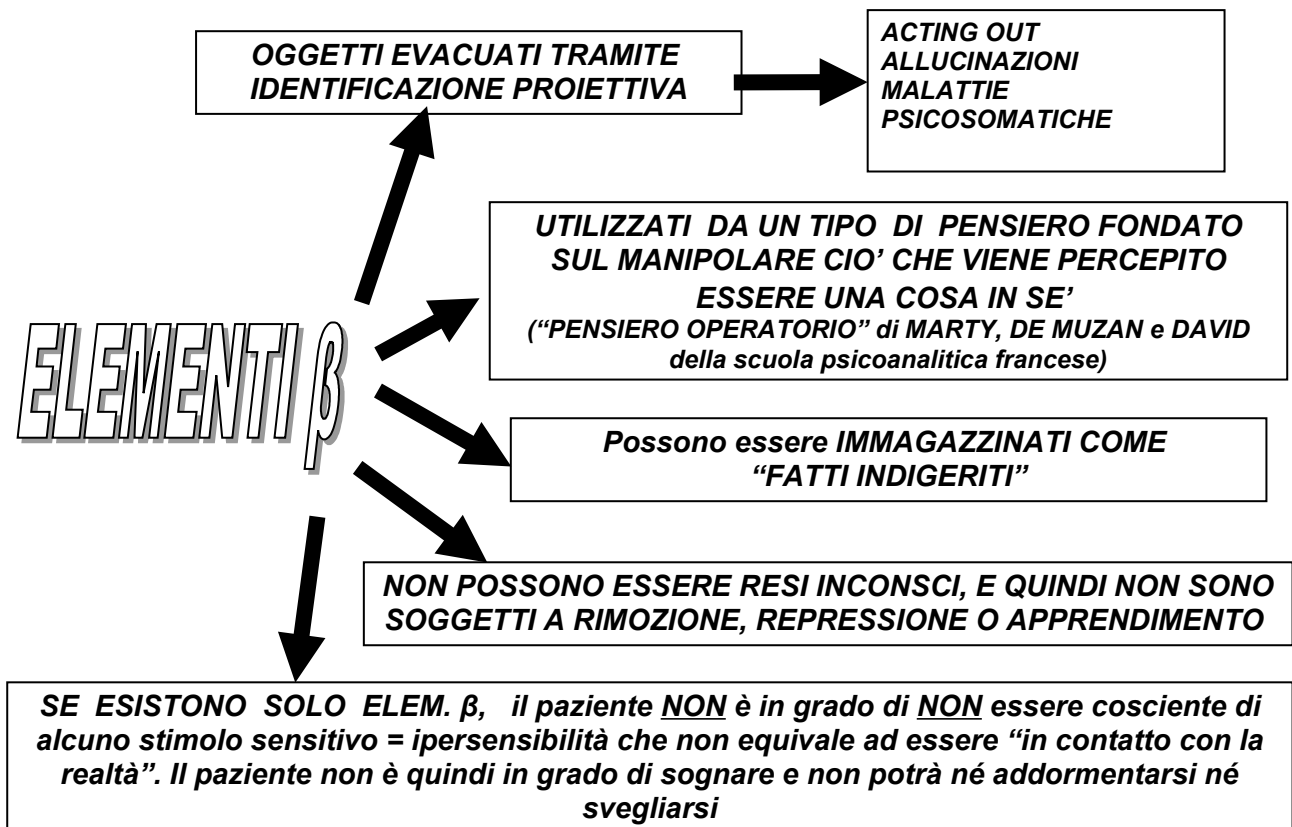 OGGETTI EVACUATI TRAMITE
IDENTIFICAZIONE PROIETTIVA
ACTING OUT
ALLUCINAZIONI
MALATTIE
PSICOSOMATICHE
UTILIZZATI DA UN TIPO DI PENSIERO FONDATO
SUL MANIPOLARE CIO’ CHE VIENE PERCEPITO
ESSERE UNA COSA IN SE’
(“PENSIERO OPERATORIO” di MARTY, DE MUZAN e DAVID
della scuola psicoanalitica francese)
ELEMENTI β
Possono essere IMMAGAZZINATI COME
“FATTI INDIGERITI”
NON POSSONO ESSERE RESI INCONSCI, E QUINDI NON SONO
SOGGETTI A RIMOZIONE, REPRESSIONE O APPRENDIMENTO
SE ESISTONO SOLO ELEM. β, il paziente NON è in grado di NON essere cosciente di
alcuno stimolo sensitivo = ipersensibilità che non equivale ad essere “in contatto con la
realtà”. Il paziente non è quindi in grado di sognare e non potrà né addormentarsi né
svegliarsi